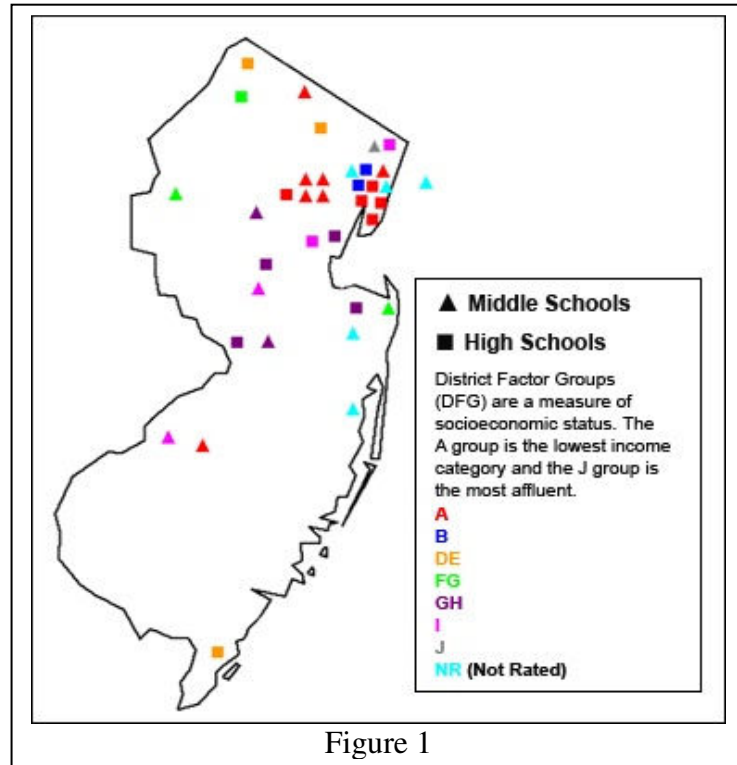 Middle Schools
High Schools
District Factor Groups
(DFG) are a measure of
socioeconomic status. The
A group is the lowest income
category and the J group is
the most affluent.
A
B
DE
FG
GH
I
J
NR (Not Rated)
Figure 1